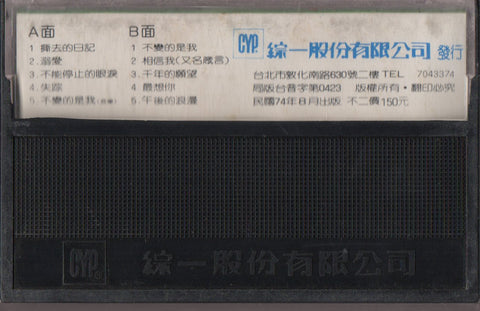 A面
1 撕去的日記
2. 溺愛
3. 不能停止的眼淚
4. 失踪
5 不變的是我(音樂)
B面
1 不變的是我
2 相信我(又名箴言)
3 千年的願望
4 最想你
5 午後的浪漫
CYP. 綜一股份有限公司 發行
台北市敦化南路630號二樓 TEL 7043374
局版台音字第0423 版權所有·翻印必究
民國74年8月出版 不二價150元
CYP. 綜一股份有限公司